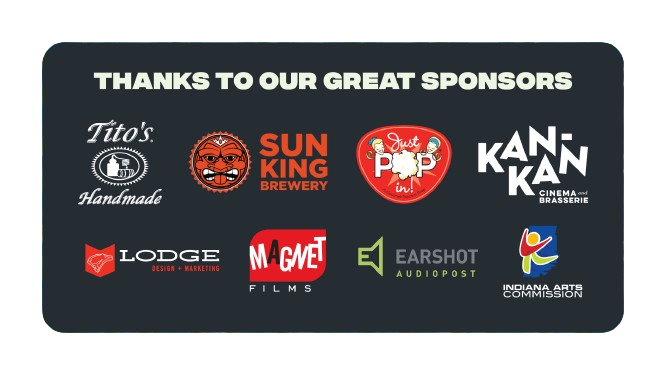 THANKS TO OUR GREAT SPONSORS
Tito's
Handmade
SUN
KING
BREWERY
Just
POP
in!
KAN-
KAN
CINEMA and
BRASSERIE
LODGE
DESIGN + MARKETING
MAGNET
FILMS
EARSHOT
AUDIOPOST
INDIANA ARTS
COMMISSION